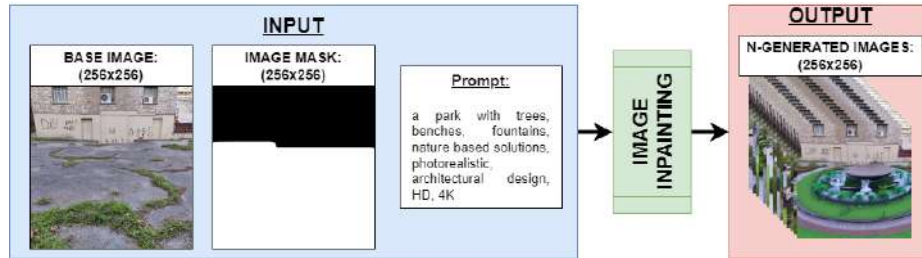 INPUT
BASE IMAGE:
(256x256)
IMAGE MASK:
(256x256)
Prompt:
a park with trees,
benches, fountains,
nature based solutions,
photorealistic,
architectural design,
HD, 4K
IMAGE
INPAINTING
OUTPUT
N-GENERATED IMAGES:
(256x256)